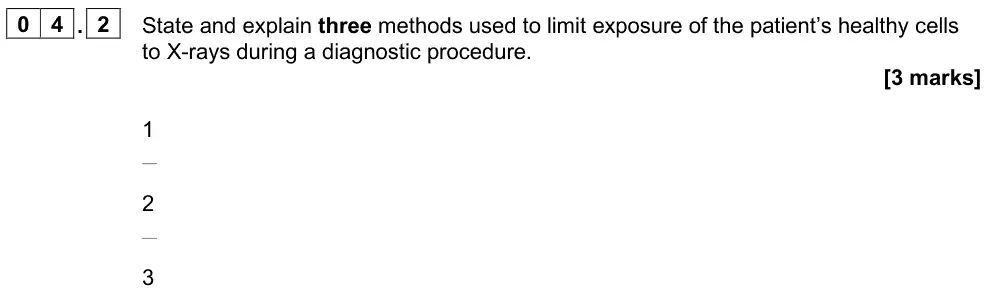 0 4 . 2 State and explain three methods used to limit exposure of the patient’s healthy cells
to X-rays during a diagnostic procedure.
[3 marks]
1
2
3